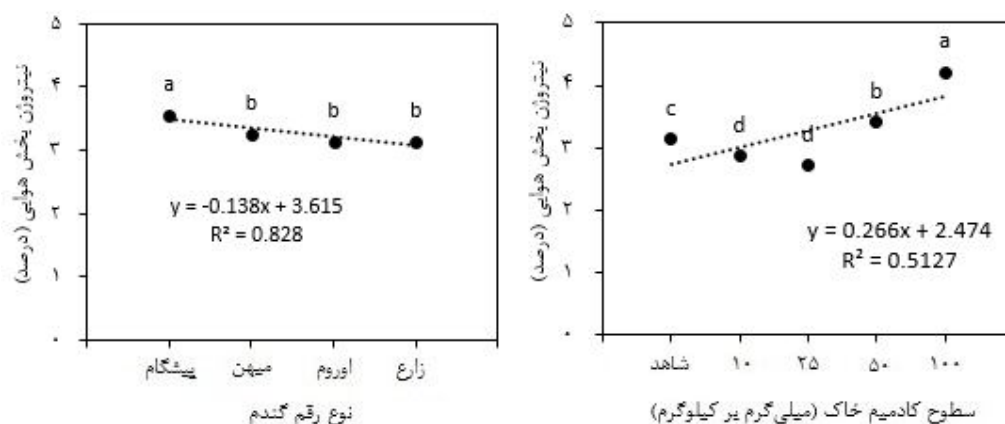 نیتروژن بخش هوایی (درصد)
۵
۴
۳
۲
۱
۰
a
b
b
b
y = -0.138x + 3.615
R² = 0.828
پیشگام
میهن
اوروم
زارع
نوع رقم گندم
نیتروژن بخش هوایی (درصد)
۵
۴
۳
۲
۱
۰
c
d
d
b
a
y = 0.266x + 2.474
R² = 0.5127
شاهد
۱۰
۲۵
۵۰
۱۰۰
سطوح کادمیم خاک (میلی‌گرم بر کیلوگرم)